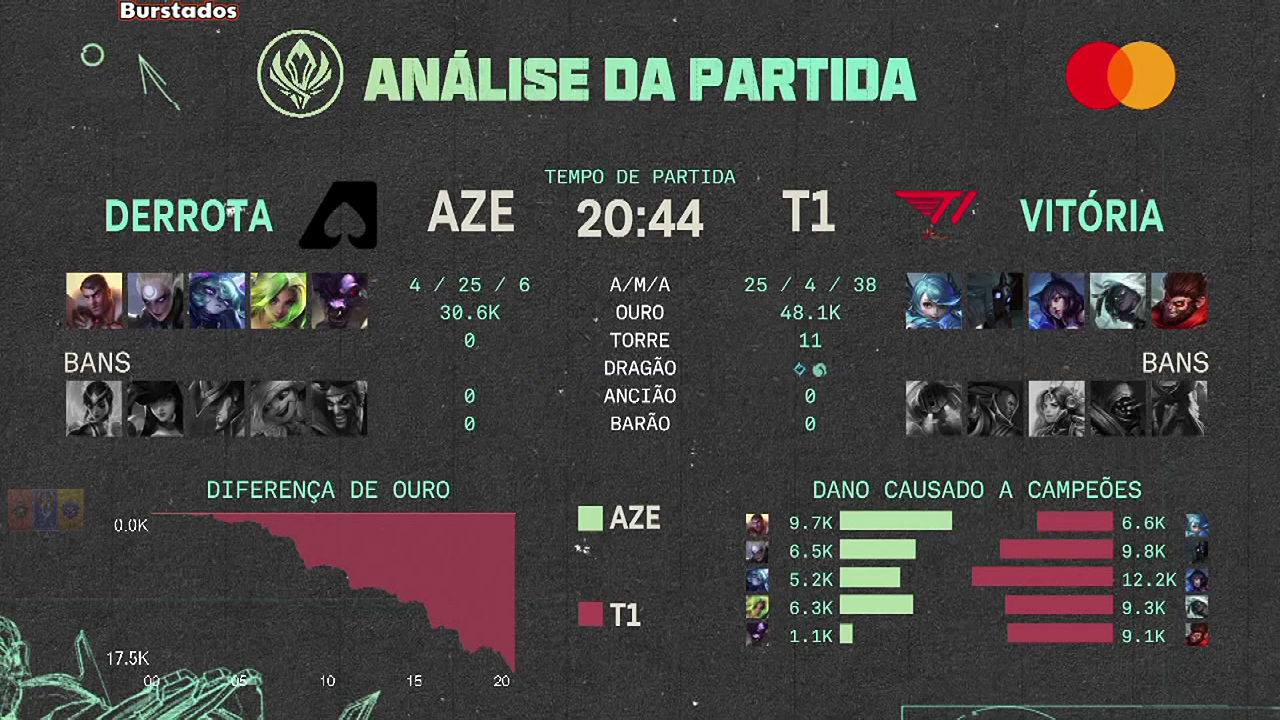 Burstados
ANÁLISE DA PARTIDA
TEMPO DE PARTIDA
DERROTA AZE 20:44 T1 VITÓRIA
4 / 25 / 6 A/M/A 25 / 4 / 38
30.6K OURO 48.1K
0 TORRE 11
BANS DRAGÃO BANS
0 ANCIÃO 0
0 BARÃO 0
DIFERENÇA DE OURO
0.0K
17.5K
00 05 10 15 20
AZE
T1
DANO CAUSADO A CAMPEÕES
9.7K 6.6K
6.5K 9.8K
5.2K 12.2K
6.3K 9.3K
1.1K 9.1K